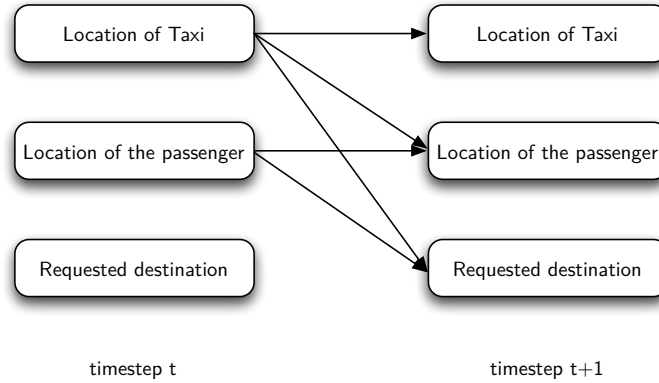 Location of Taxi
Location of Taxi
Location of the passenger
Location of the passenger
Requested destination
Requested destination
timestep t
timestep t+1